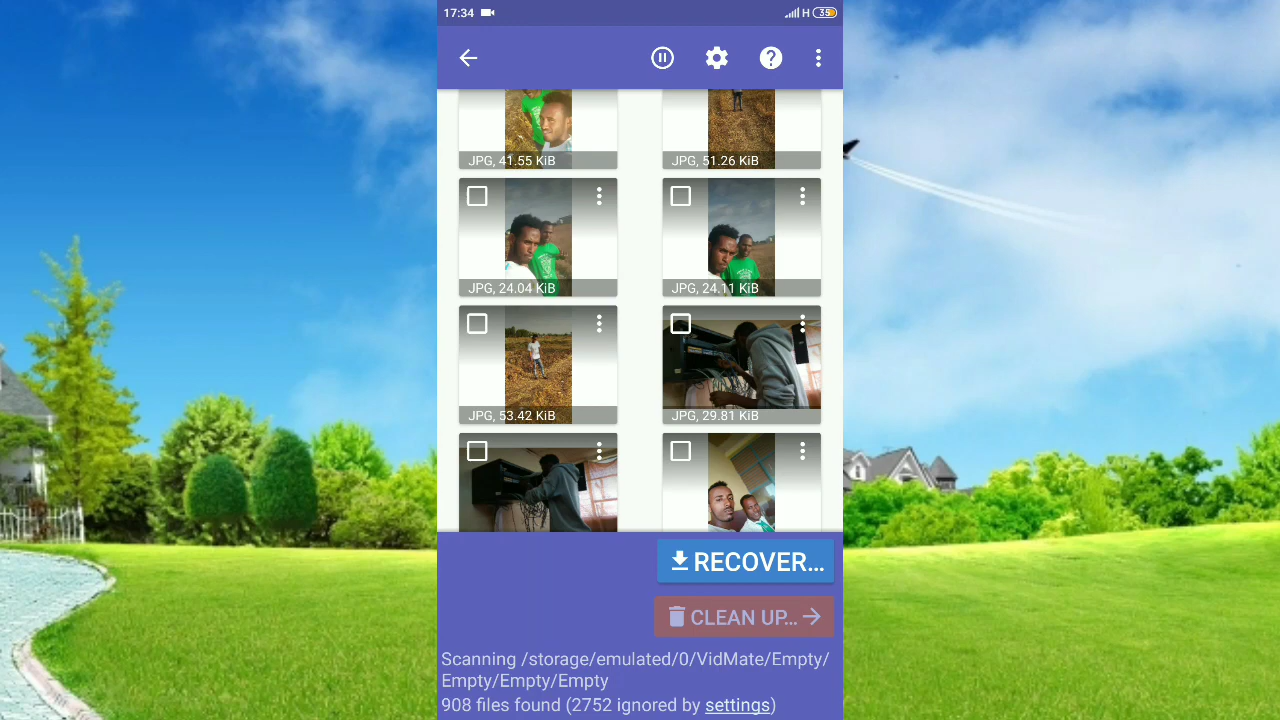 17:34 H 35
JPG, 41.55 KiB JPG, 51.26 KiB
JPG, 24.04 KiB JPG, 24.11 KiB
JPG, 53.42 KiB JPG, 29.81 KiB
RECOVER...
CLEAN UP...
Scanning /storage/emulated/0/VidMate/Empty/
Empty/Empty/Empty
908 files found (2752 ignored by settings)